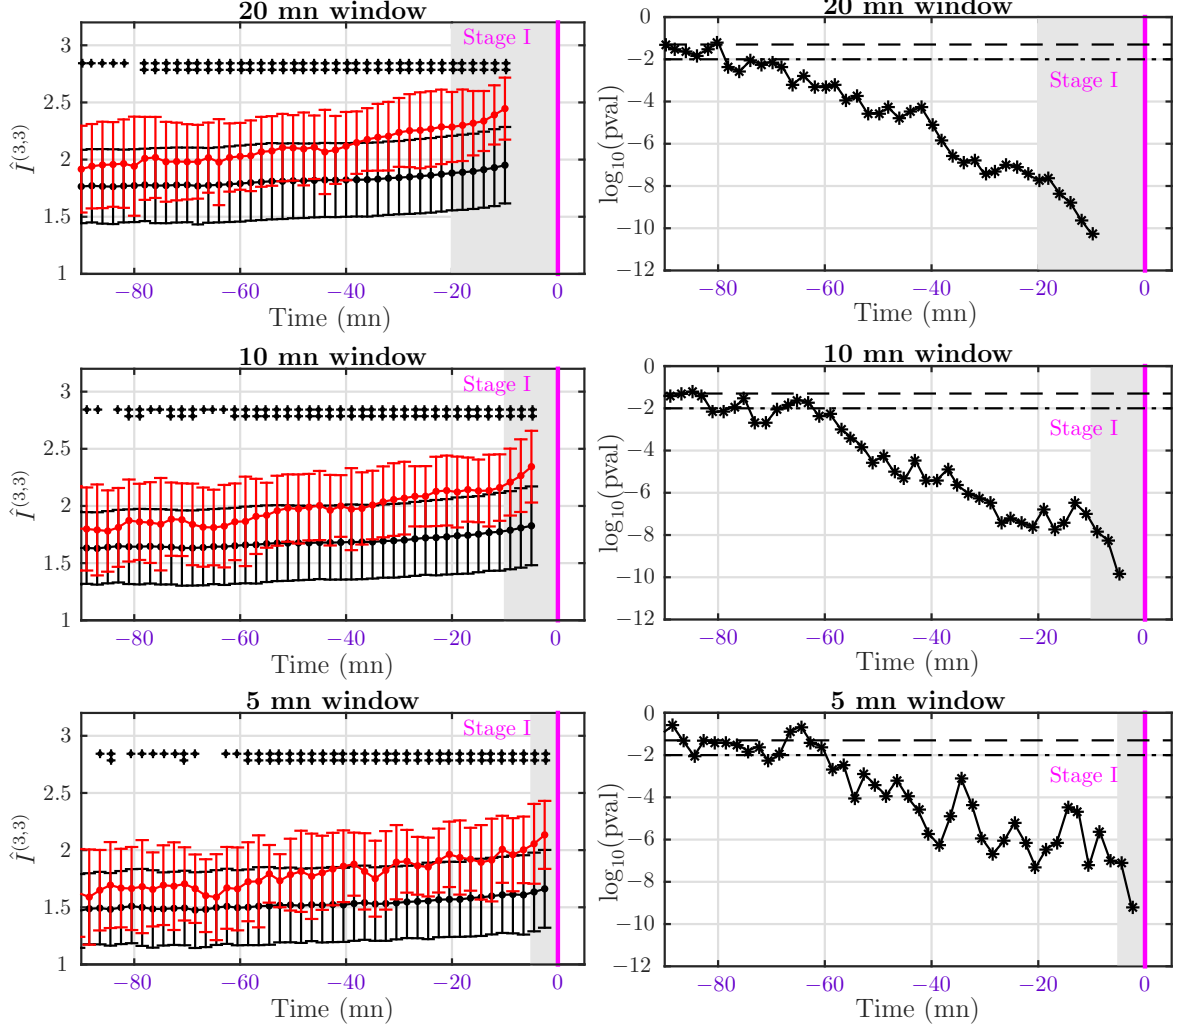 20 mn window
20 mn window
3
2.5
2
1.5
1
Î^(3,3)
Stage I
−80
−60
−40
−20
0
Time (mn)
0
−2
−4
−6
−8
−10
−12
log₁₀(pval)
Stage I
−80
−60
−40
−20
0
Time (mn)
10 mn window
10 mn window
3
2.5
2
1.5
1
Î^(3,3)
Stage I
−80
−60
−40
−20
0
Time (mn)
0
−2
−4
−6
−8
−10
−12
log₁₀(pval)
Stage I
−80
−60
−40
−20
0
Time (mn)
5 mn window
5 mn window
3
2.5
2
1.5
1
Î^(3,3)
Stage I
−80
−60
−40
−20
0
Time (mn)
0
−2
−4
−6
−8
−10
−12
log₁₀(pval)
Stage I
−80
−60
−40
−20
0
Time (mn)